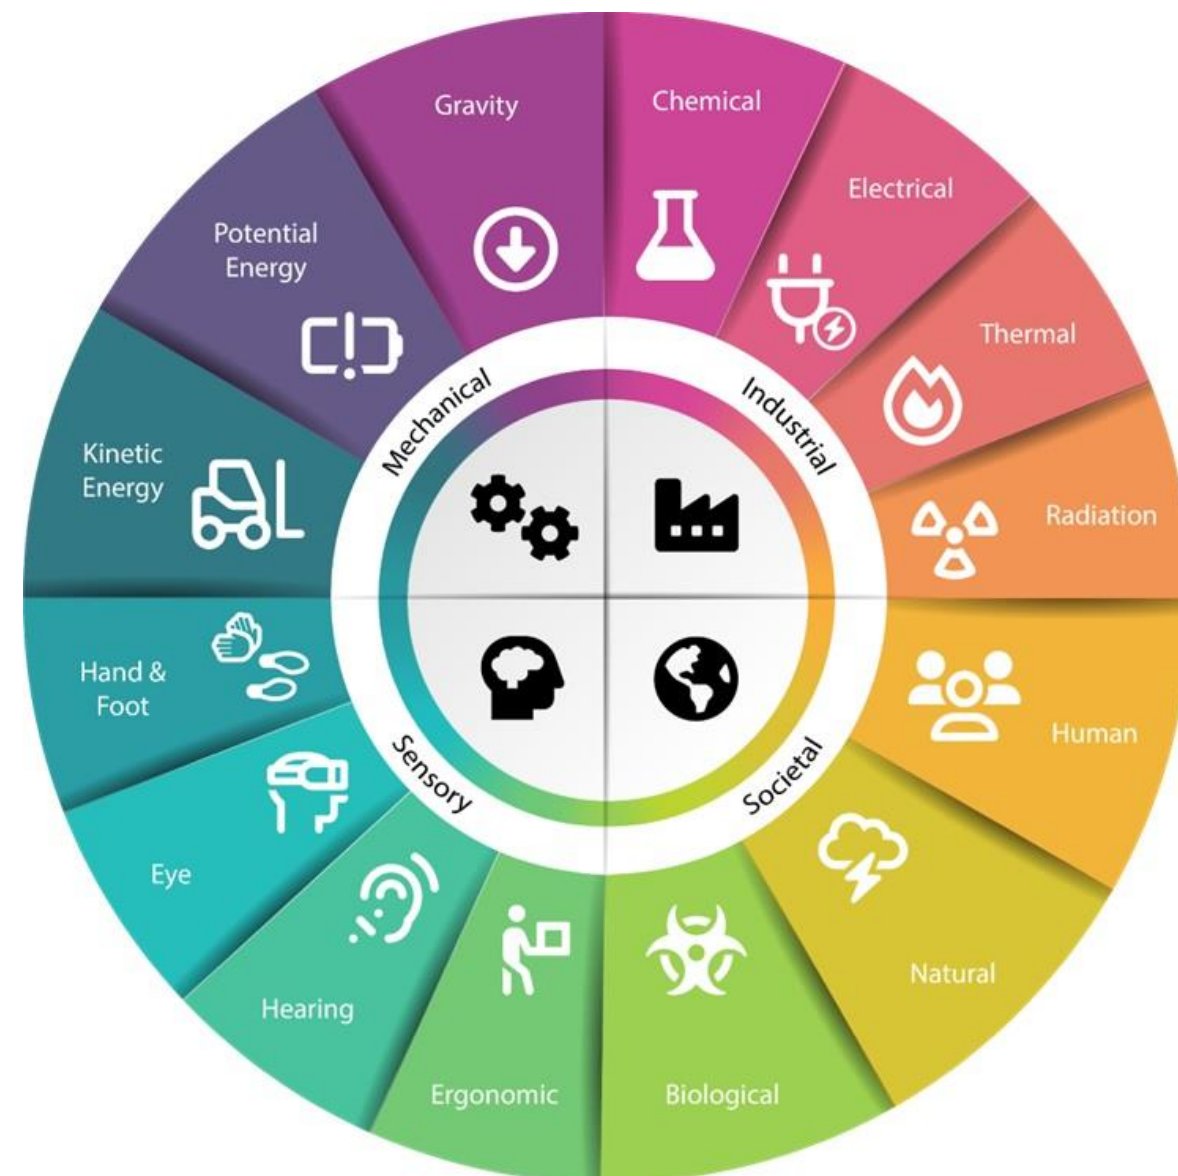 Gravity
Chemical
Electrical
Thermal
Radiation
Human
Natural
Biological
Ergonomic
Hearing
Eye
Hand &
Foot
Kinetic
Energy
Potential
Energy
Mechanical
Industrial
Societal
Sensory